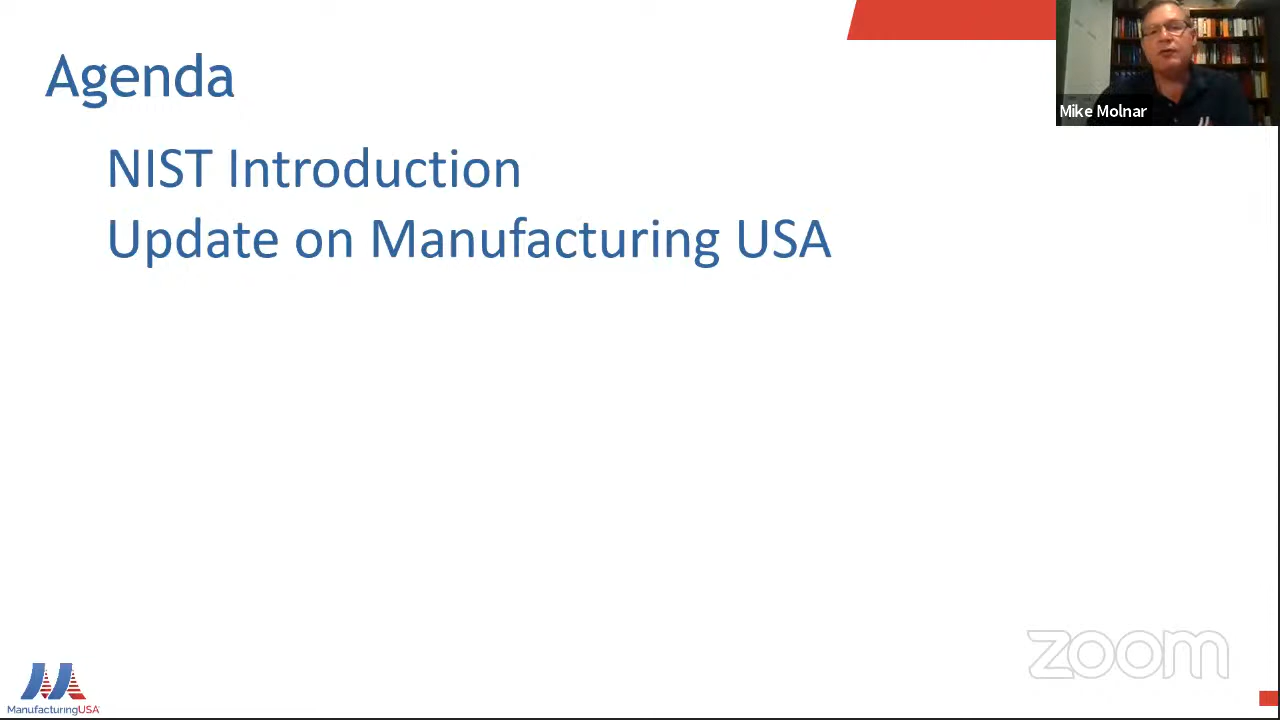 Agenda
Mike Molnar
NIST Introduction
Update on Manufacturing USA
zoom
ManufacturingUSA